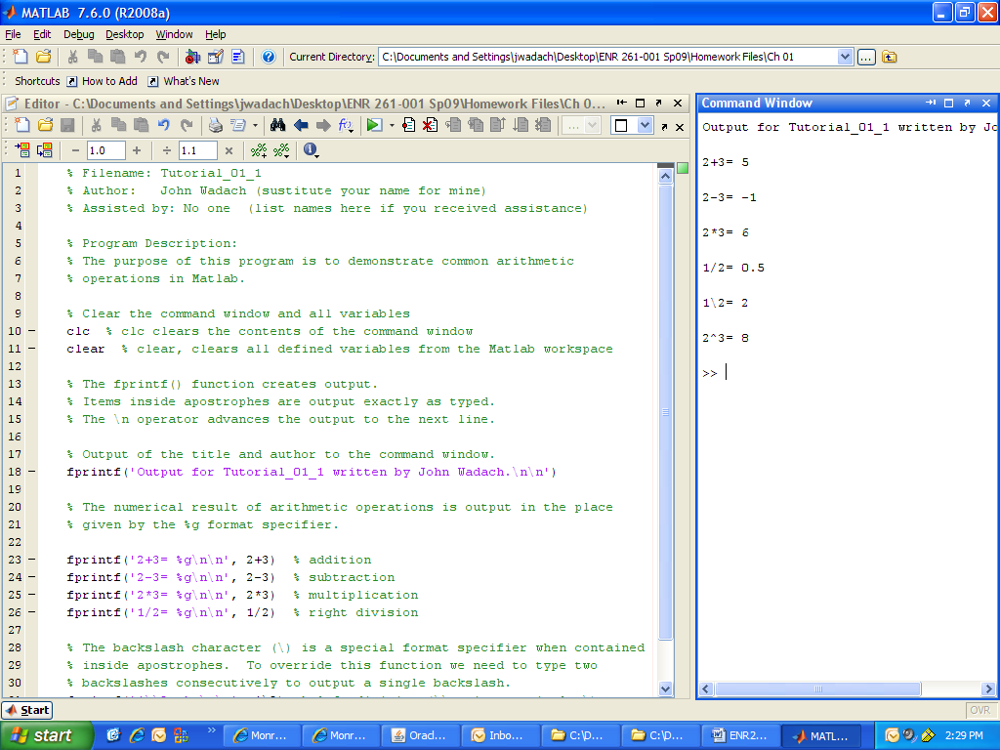 MATLAB 7.6.0 (R2008a)
File Edit Debug Desktop Window Help
Current Directory: C:\Documents and Settings\jwadach\Desktop\ENR 261-001 Sp09\Homework Files\Ch 01
Shortcuts How to Add What's New
Editor - C:\Documents and Settings\jwadach\Desktop\ENR 261-001 Sp09\Homework Files\Ch 0...
- 1.0 + ÷ 1.1 ×
1 % Filename: Tutorial_01_1
2 % Author: John Wadach (sustitute your name for mine)
3 % Assisted by: No one (list names here if you received assistance)
4
5 % Program Description:
6 % The purpose of this program is to demonstrate common arithmetic
7 % operations in Matlab.
8
9 % Clear the command window and all variables
10 - clc % clc clears the contents of the command window
11 - clear % clear, clears all defined variables from the Matlab workspace
12
13 % The fprintf() function creates output.
14 % Items inside apostrophes are output exactly as typed.
15 % The \n operator advances the output to the next line.
16
17 % Output of the title and author to the command window.
18 - fprintf('Output for Tutorial_01_1 written by John Wadach.\n\n')
19
20 % The numerical result of arithmetic operations is output in the place
21 % given by the %g format specifier.
22
23 - fprintf('2+3= %g\n\n', 2+3) % addition
24 - fprintf('2-3= %g\n\n', 2-3) % subtraction
25 - fprintf('2*3= %g\n\n', 2*3) % multiplication
26 - fprintf('1/2= %g\n\n', 1/2) % right division
27
28 % The backslash character (\) is a special format specifier when contained
29 % inside apostrophes. To override this function we need to type two
30 % backslashes consecutively to output a single backslash.
Command Window
Output for Tutorial_01_1 written by Jo
2+3= 5
2-3= -1
2*3= 6
1/2= 0.5
1\2= 2
2^3= 8
>>
Start
OVR
start
Monr...
Monr...
Orad...
Inbo...
C:\D...
C:\D...
ENR2...
MATL...
2:29 PM